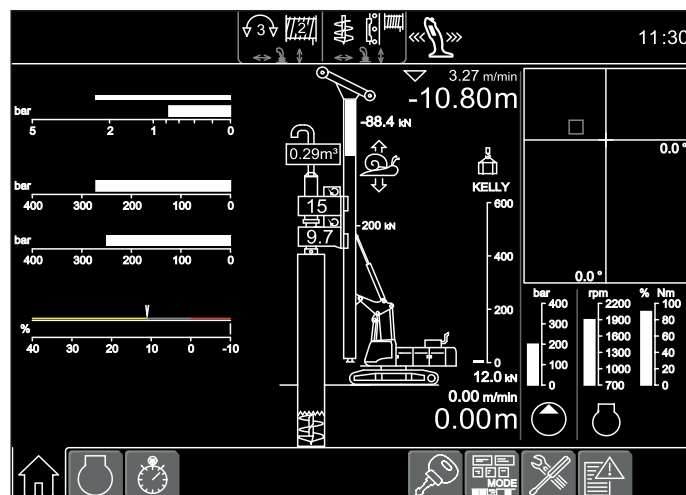 3 2 11:30
3.27 m/min
-10.80m
bar
5 2 1 0
-88.4 kN
0.29m³
0.0°
KELLY
bar
400 300 200 100 0
15
600
200 kN
bar
400 300 200 100 0
9.7
400
0.0°
bar rpm % Nm
400 2200 100
300 1900 80
200 1600 60
1300 40
100 1000 20
0 700 0
200
0
%
40 30 20 10 0 -10
12.0 kN
0.00 m/min
0.00m
MODE